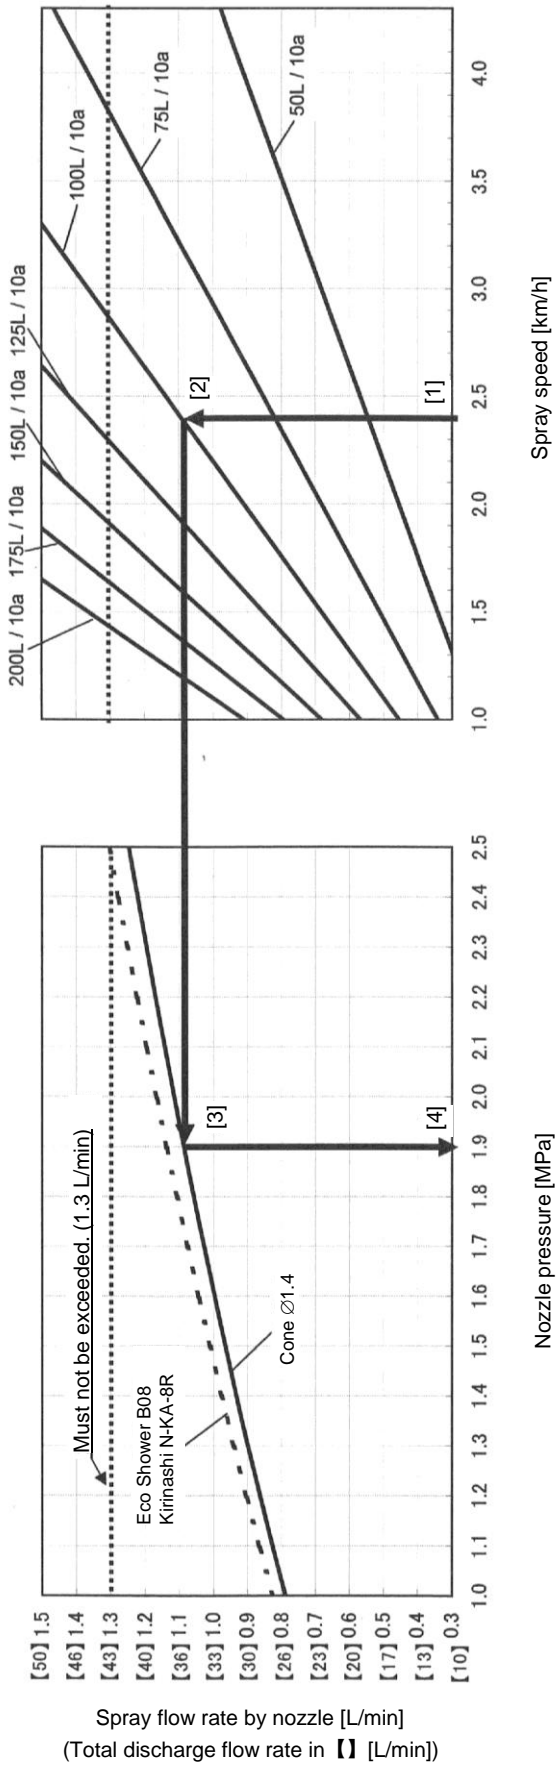 Spray flow rate by nozzle [L/min]
(Total discharge flow rate in 【】 [L/min])
【50】1.5
【46】1.4
【43】1.3
【40】1.2
【36】1.1
【33】1.0
【30】0.9
【26】0.8
【23】0.7
【20】0.6
【17】0.5
【13】0.4
【10】0.3
Must not be exceeded. (1.3 L/min)
Eco Shower B08
Kirinashi N-KA-8R
Cone ∅1.4
[3]
[4]
1.0 1.1 1.2 1.3 1.4 1.5 1.6 1.7 1.8 1.9 2.0 2.1 2.2 2.3 2.4 2.5
Nozzle pressure [MPa]
200L / 10a
175L / 10a
150L / 10a
125L / 10a
100L / 10a
75L / 10a
50L / 10a
[2]
[1]
1.0 1.5 2.0 2.5 3.0 3.5 4.0
Spray speed [km/h]